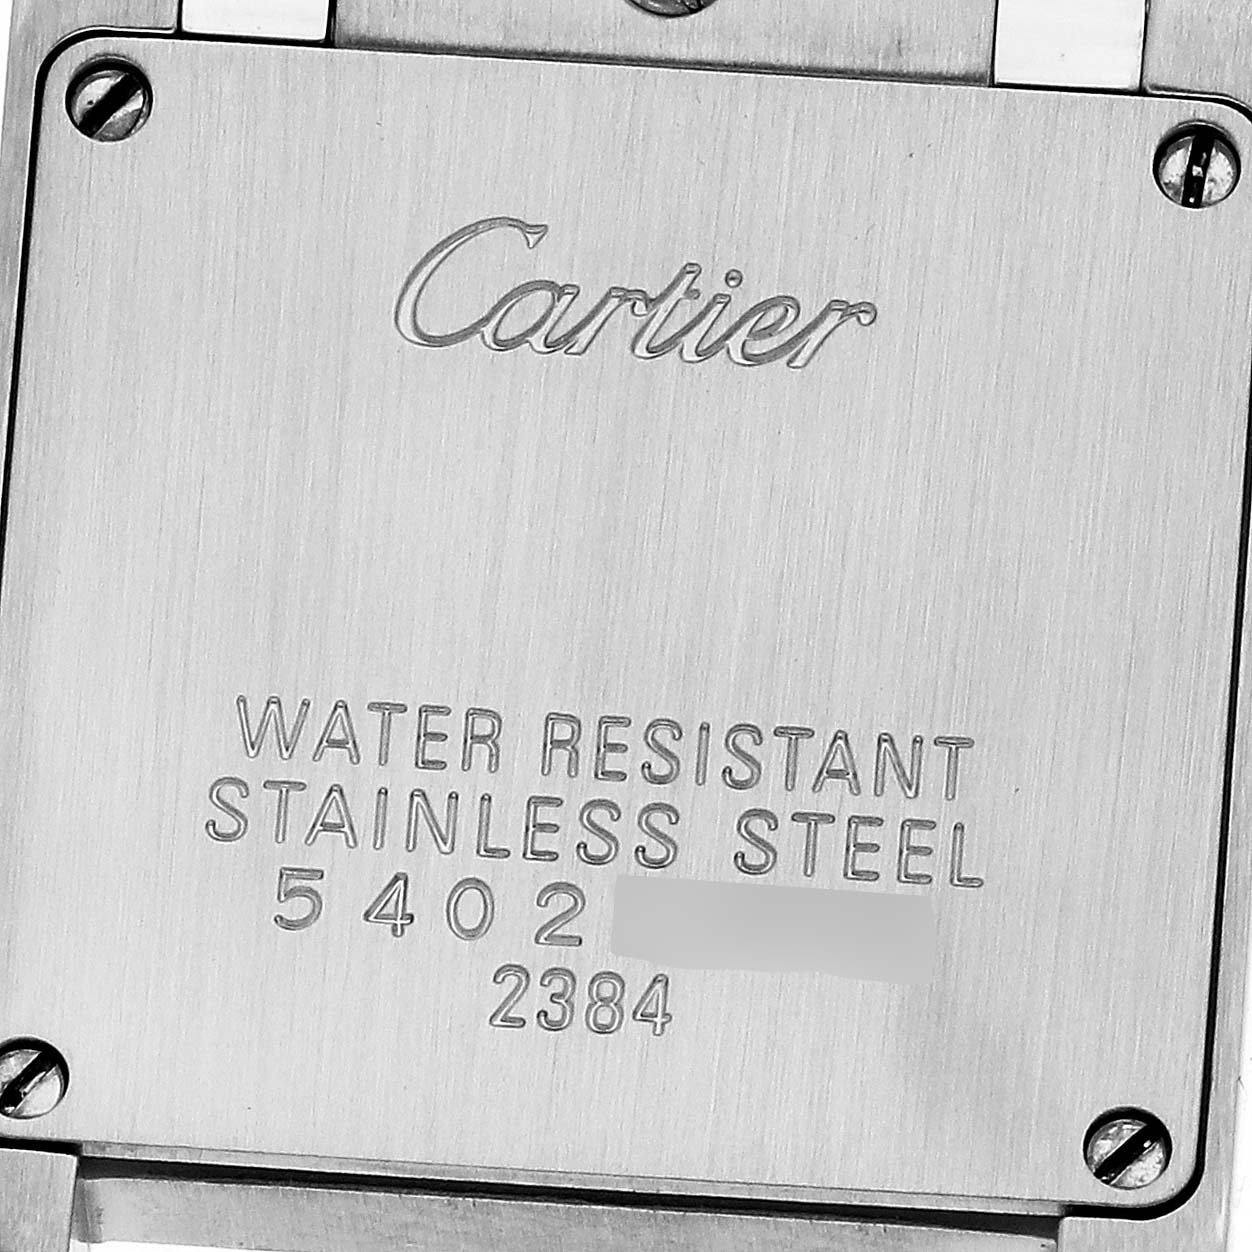 Cartier
WATER RESISTANT
STAINLESS STEEL
5402
2384